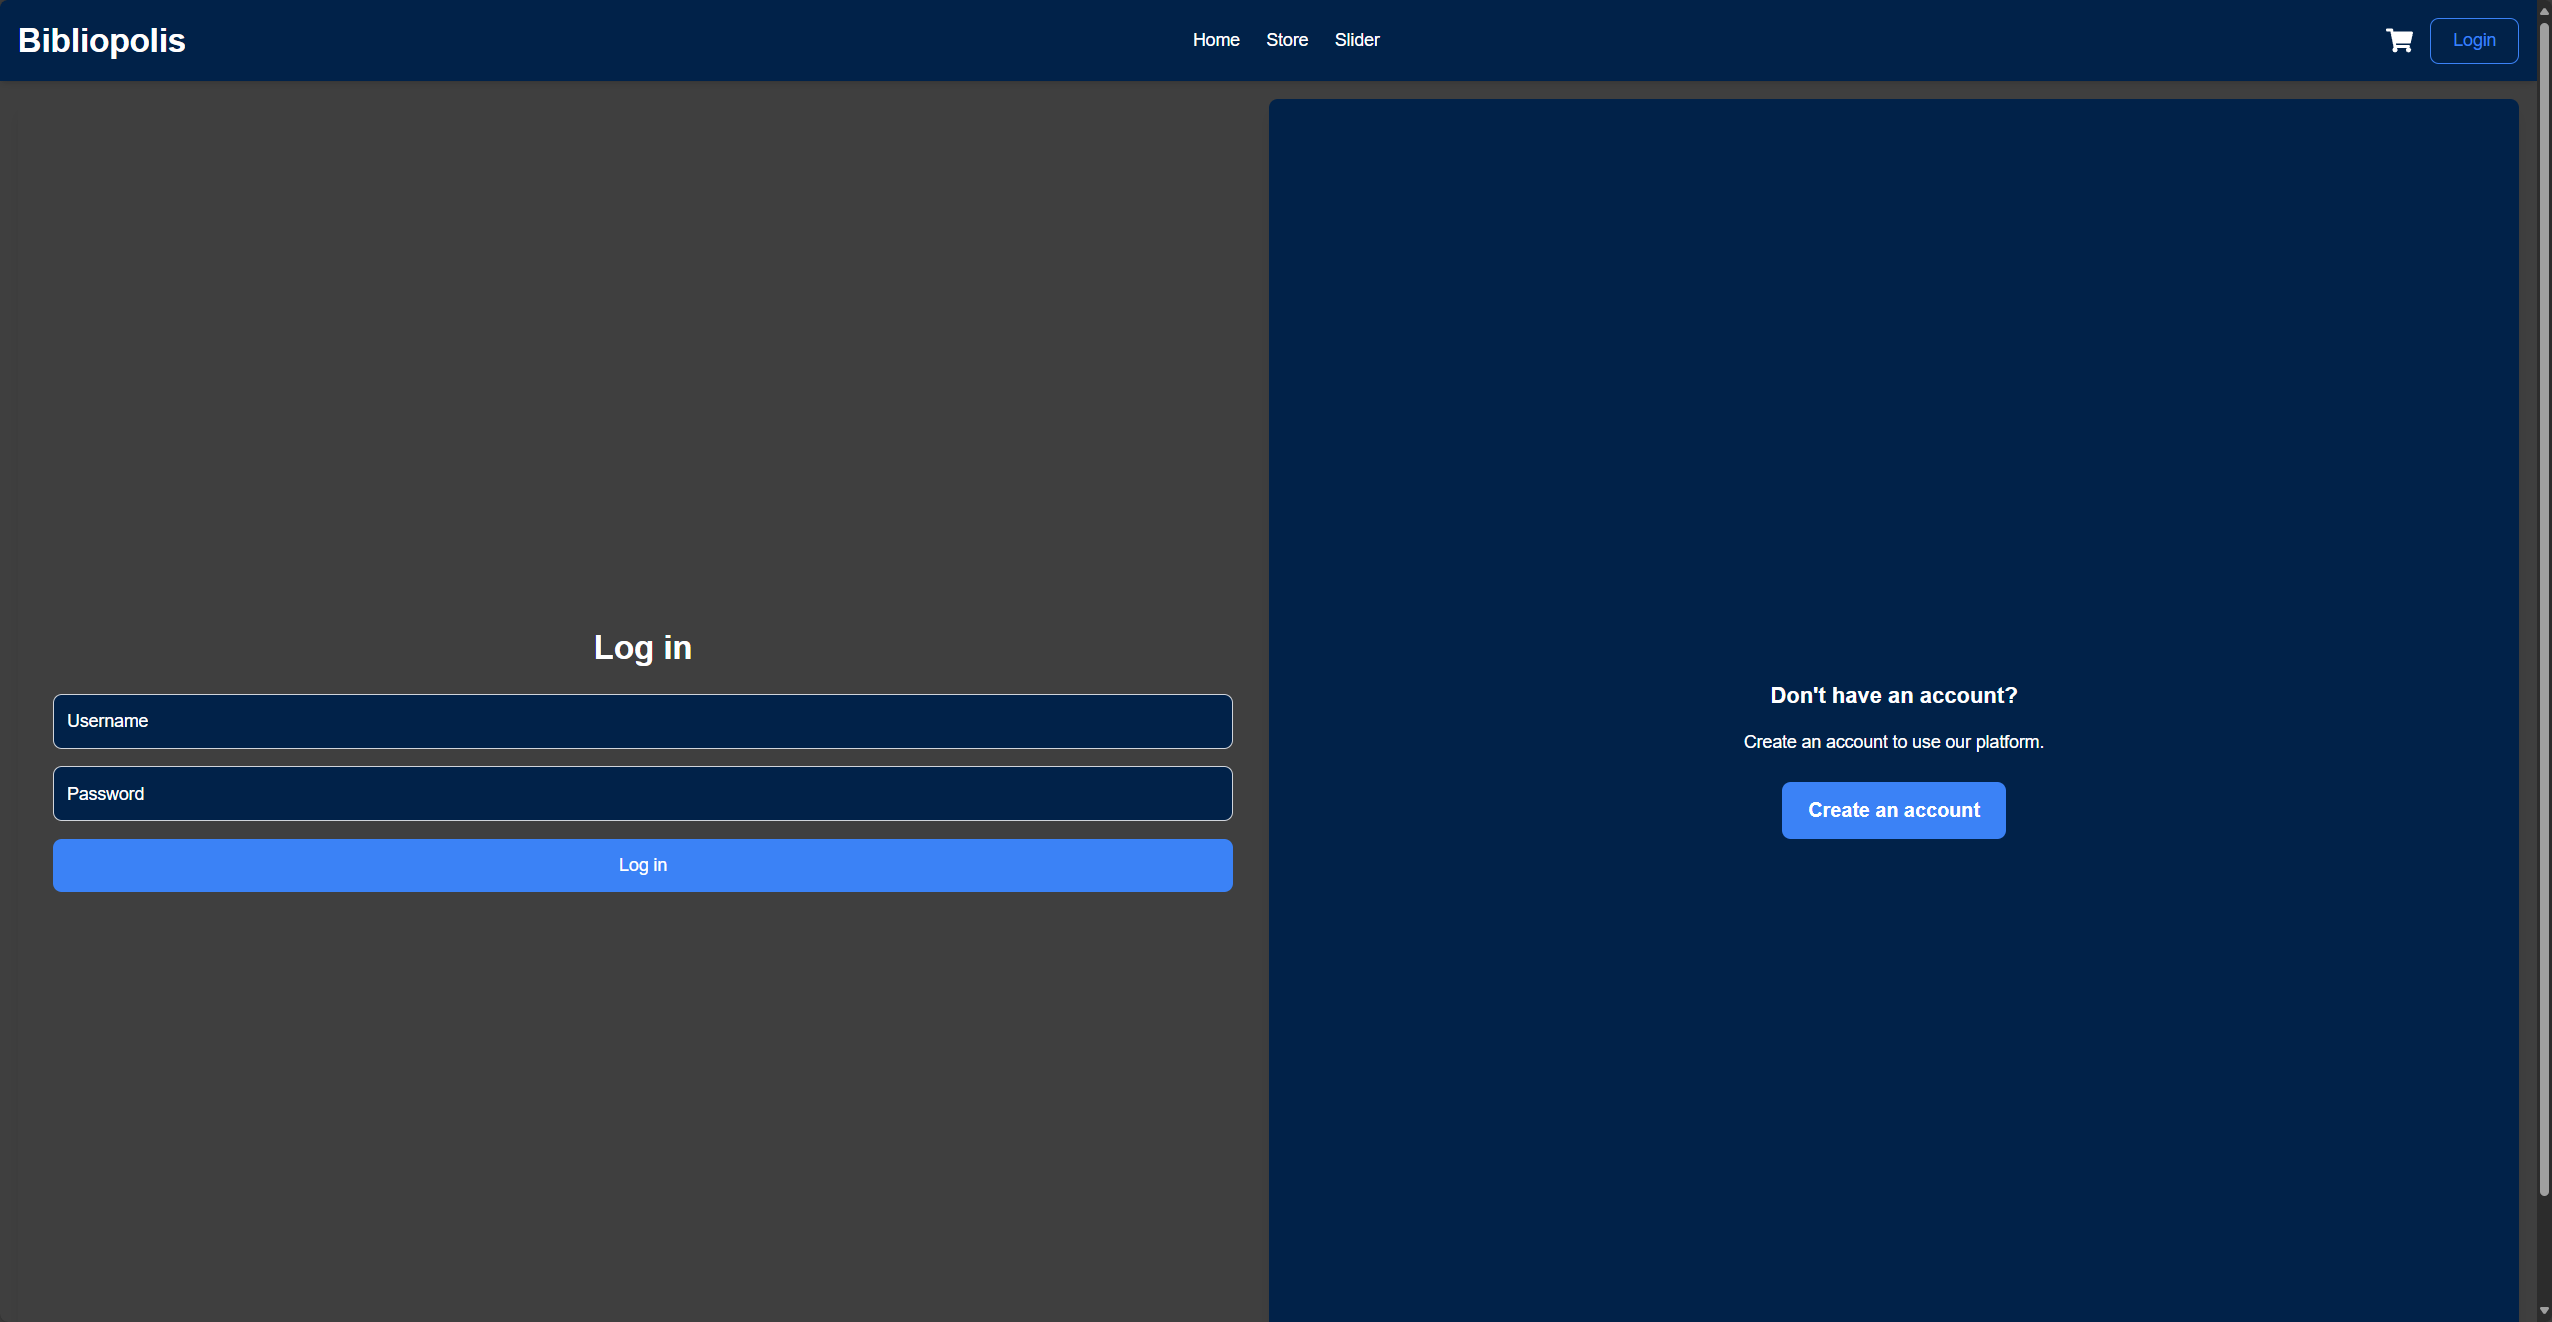 Bibliopolis
Home Store Slider
Login
Log in
Username
Password
Log in
Don't have an account?
Create an account to use our platform.
Create an account